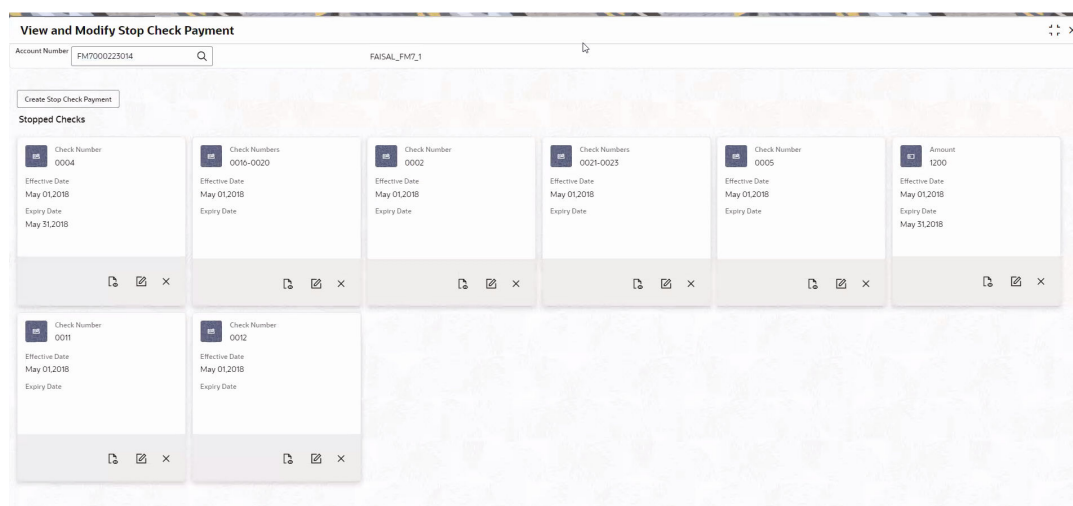 View and Modify Stop Check Payment
Account Number FM7000223014 FAISAL_FM7_1
Create Stop Check Payment
Stopped Checks
Check Number
0004
Effective Date
May 01,2018
Expiry Date
May 31,2018
Check Numbers
0016-0020
Effective Date
May 01,2018
Expiry Date
Check Number
0002
Effective Date
May 01,2018
Expiry Date
Check Numbers
0021-0023
Effective Date
May 01,2018
Expiry Date
Check Number
0005
Effective Date
May 01,2018
Expiry Date
Amount
1200
Effective Date
May 01,2018
Expiry Date
May 31,2018
Check Number
0011
Effective Date
May 01,2018
Expiry Date
Check Number
0012
Effective Date
May 01,2018
Expiry Date